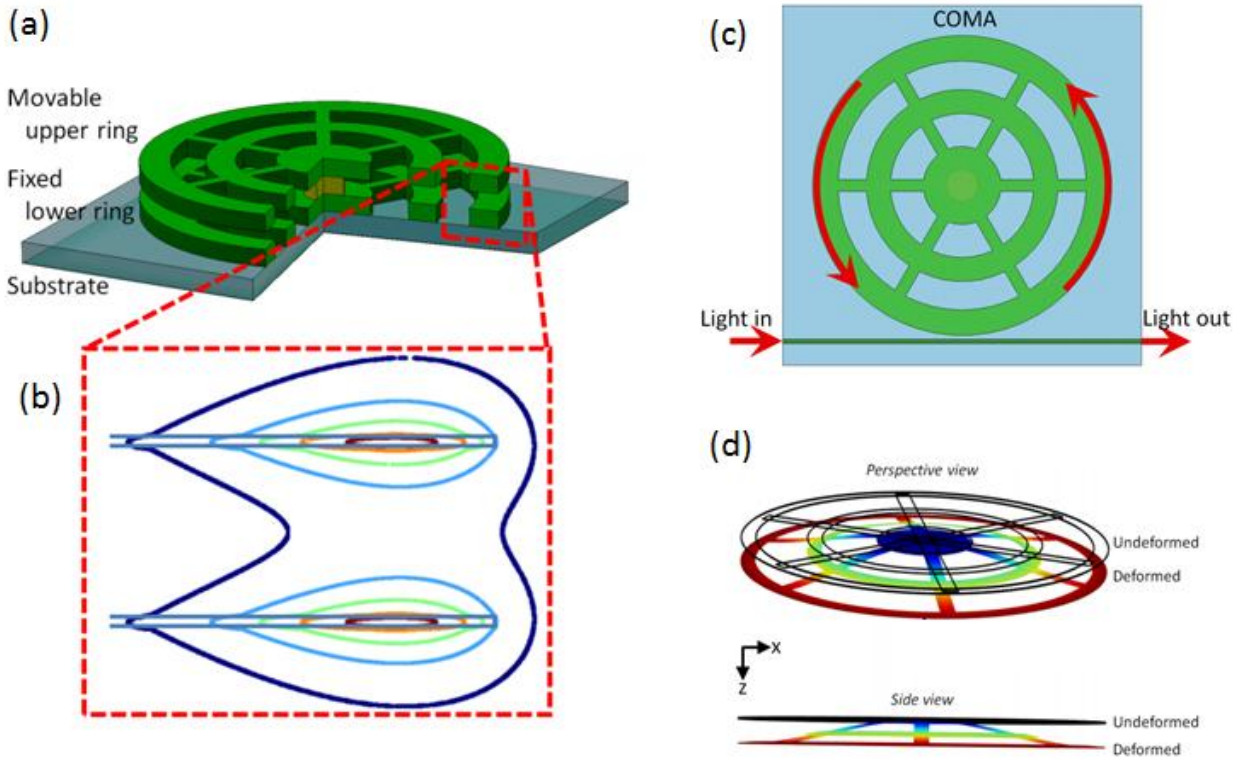 (a)
Movable
upper ring
Fixed
lower ring
Substrate
(b)
(c)
COMA
Light in
Light out
(d)
Perspective view
Undeformed
Deformed
X
Z
Side view
Undeformed
Deformed